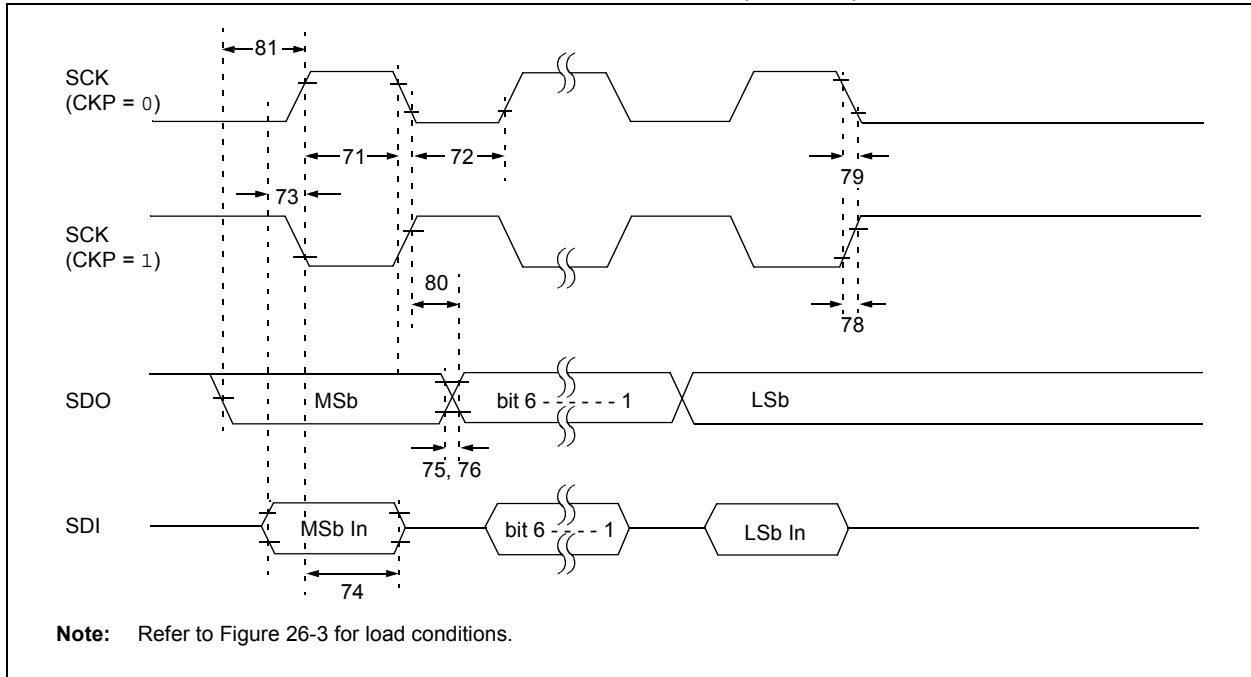 81
SCK
(CKP = 0)
71
72
73
79
SCK
(CKP = 1)
80
78
SDO
MSb
bit 6 - - - - - - 1
LSb
75, 76
SDI
MSb In
bit 6 - - - - 1
LSb In
74
Note: Refer to Figure 26-3 for load conditions.